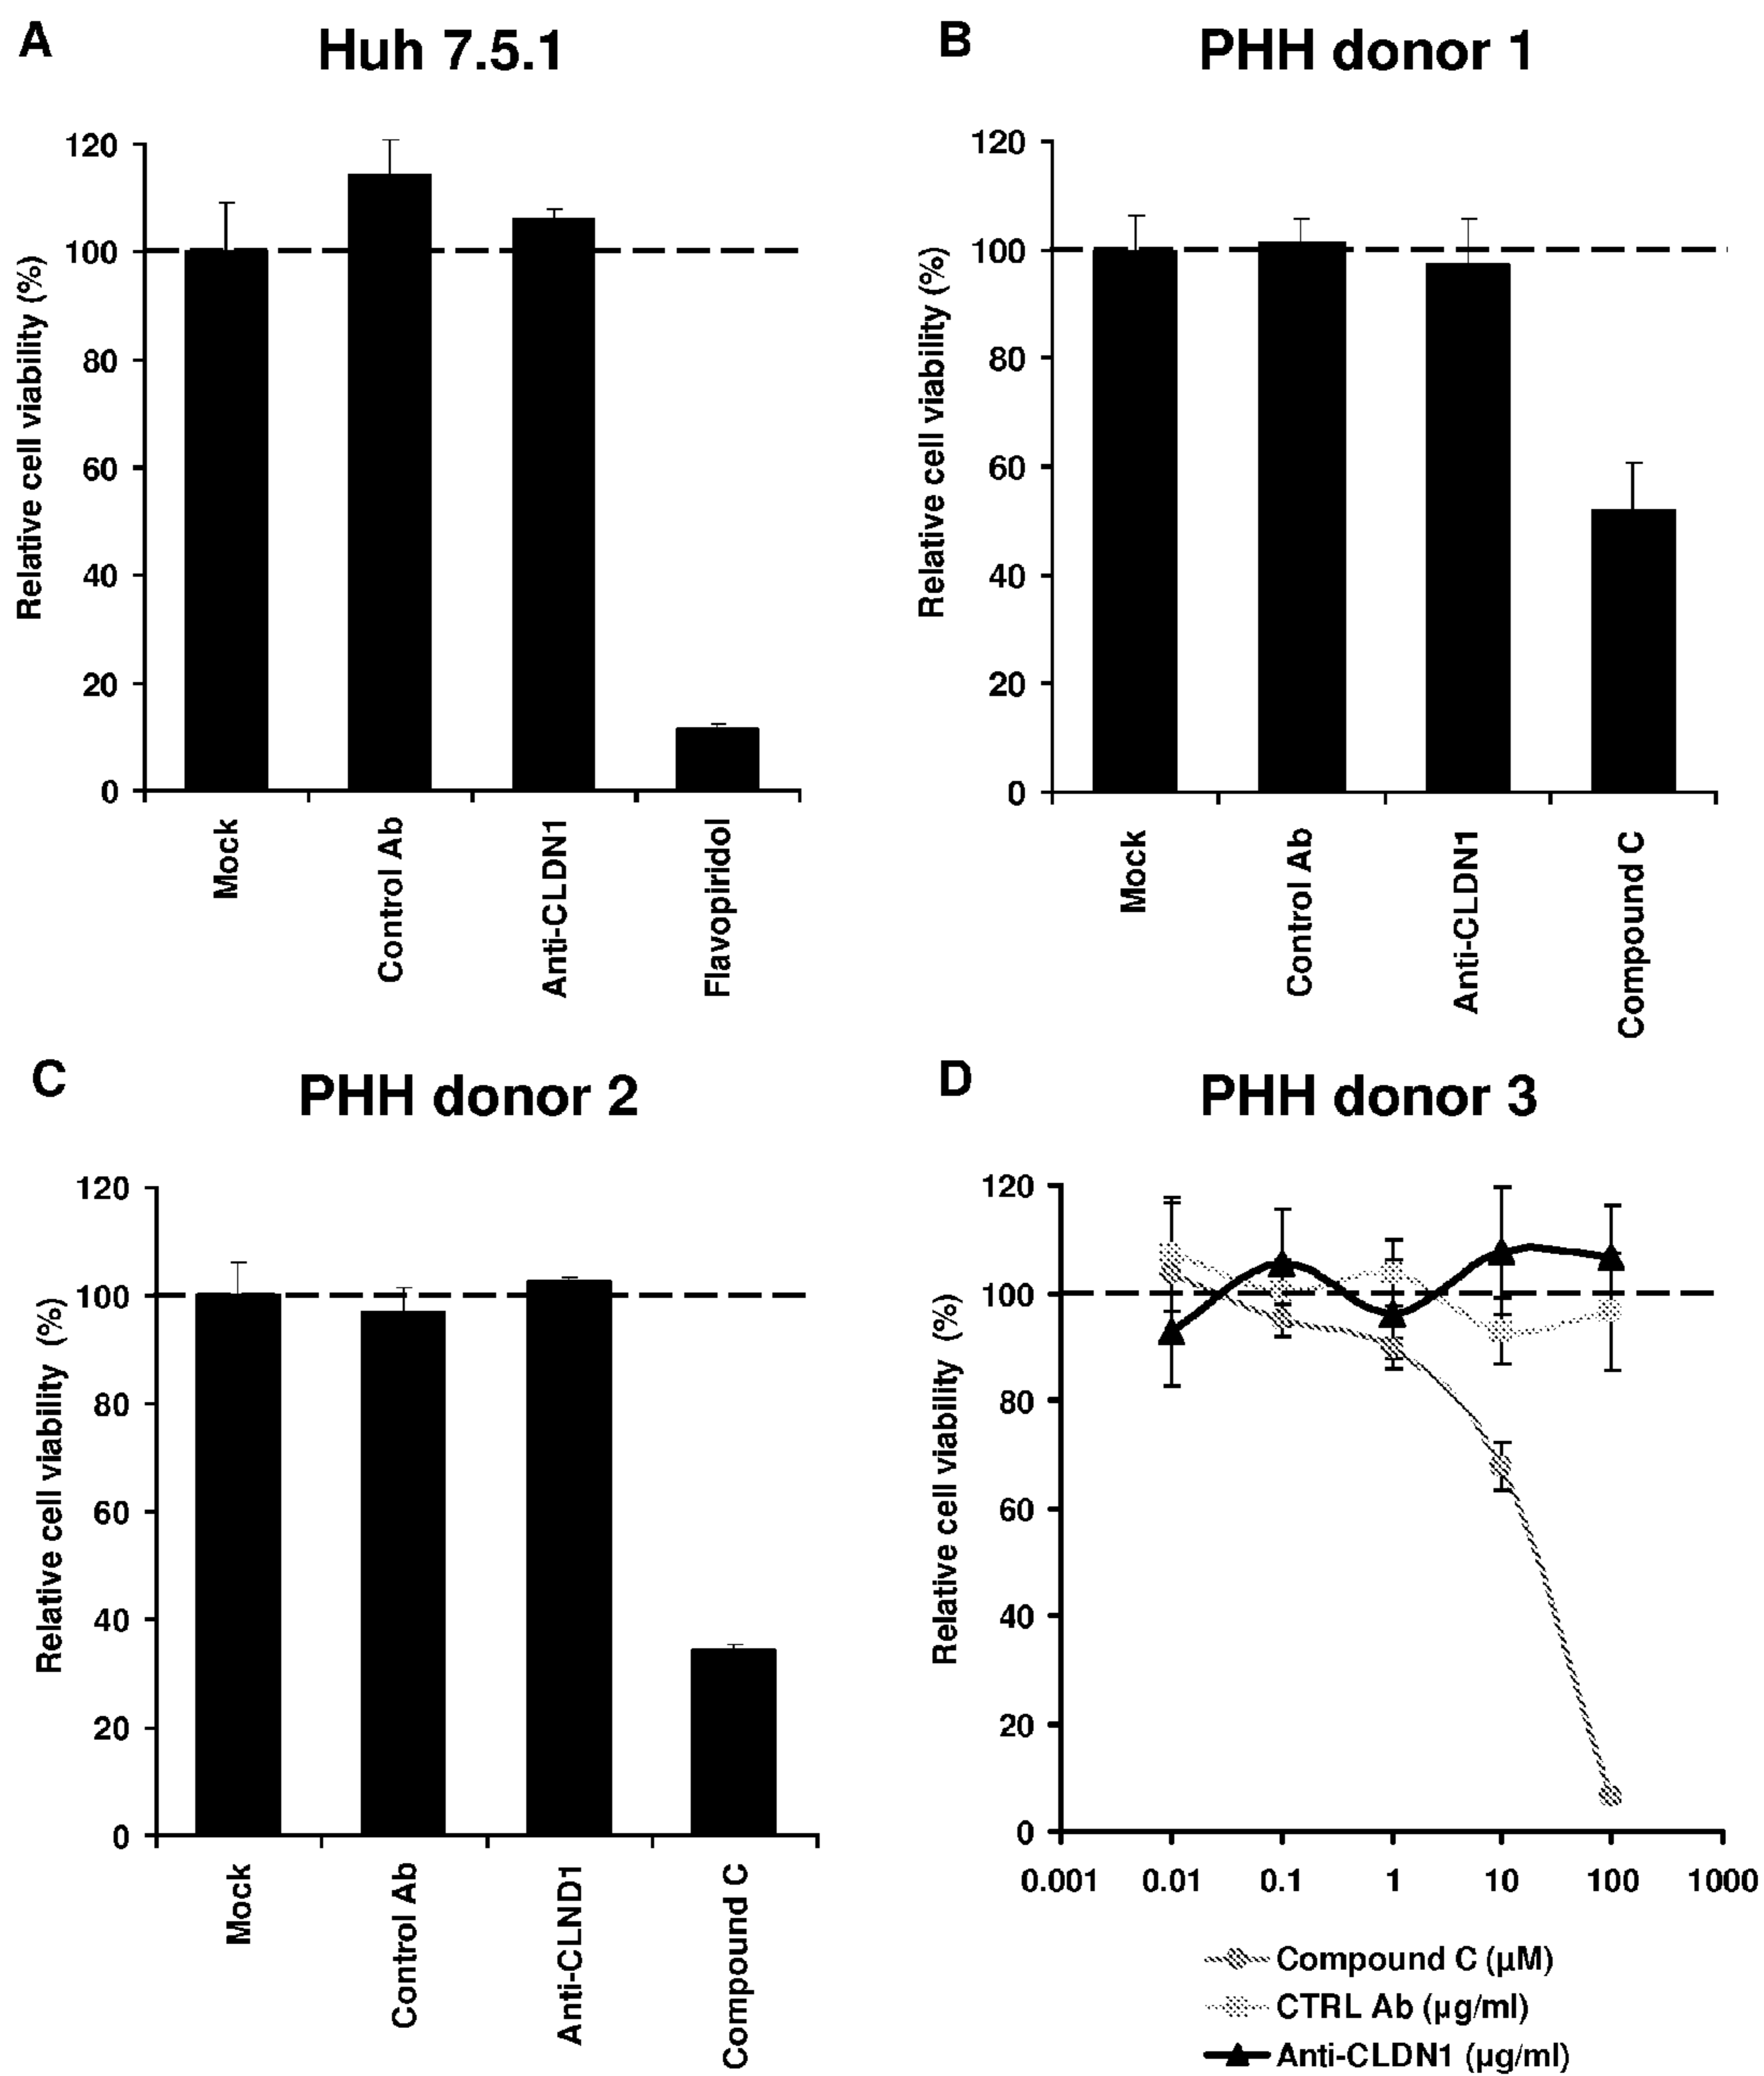 A
Huh 7.5.1
Relative cell viability (%)
120
100
80
60
40
20
0
Mock
Control Ab
Anti-CLDN1
Flavopiridol
B
PHH donor 1
Relative cell viability (%)
120
100
80
60
40
20
0
Mock
Control Ab
Anti-CLDN1
Compound C
C
PHH donor 2
Relative cell viability (%)
120
100
80
60
40
20
0
Mock
Control Ab
Anti-CLND1
Compound C
D
PHH donor 3
Relative cell viability (%)
120
100
80
60
40
20
0
0.001 0.01 0.1 1 10 100 1000
Compound C (µM)
CTRL Ab (µg/ml)
Anti-CLDN1 (µg/ml)